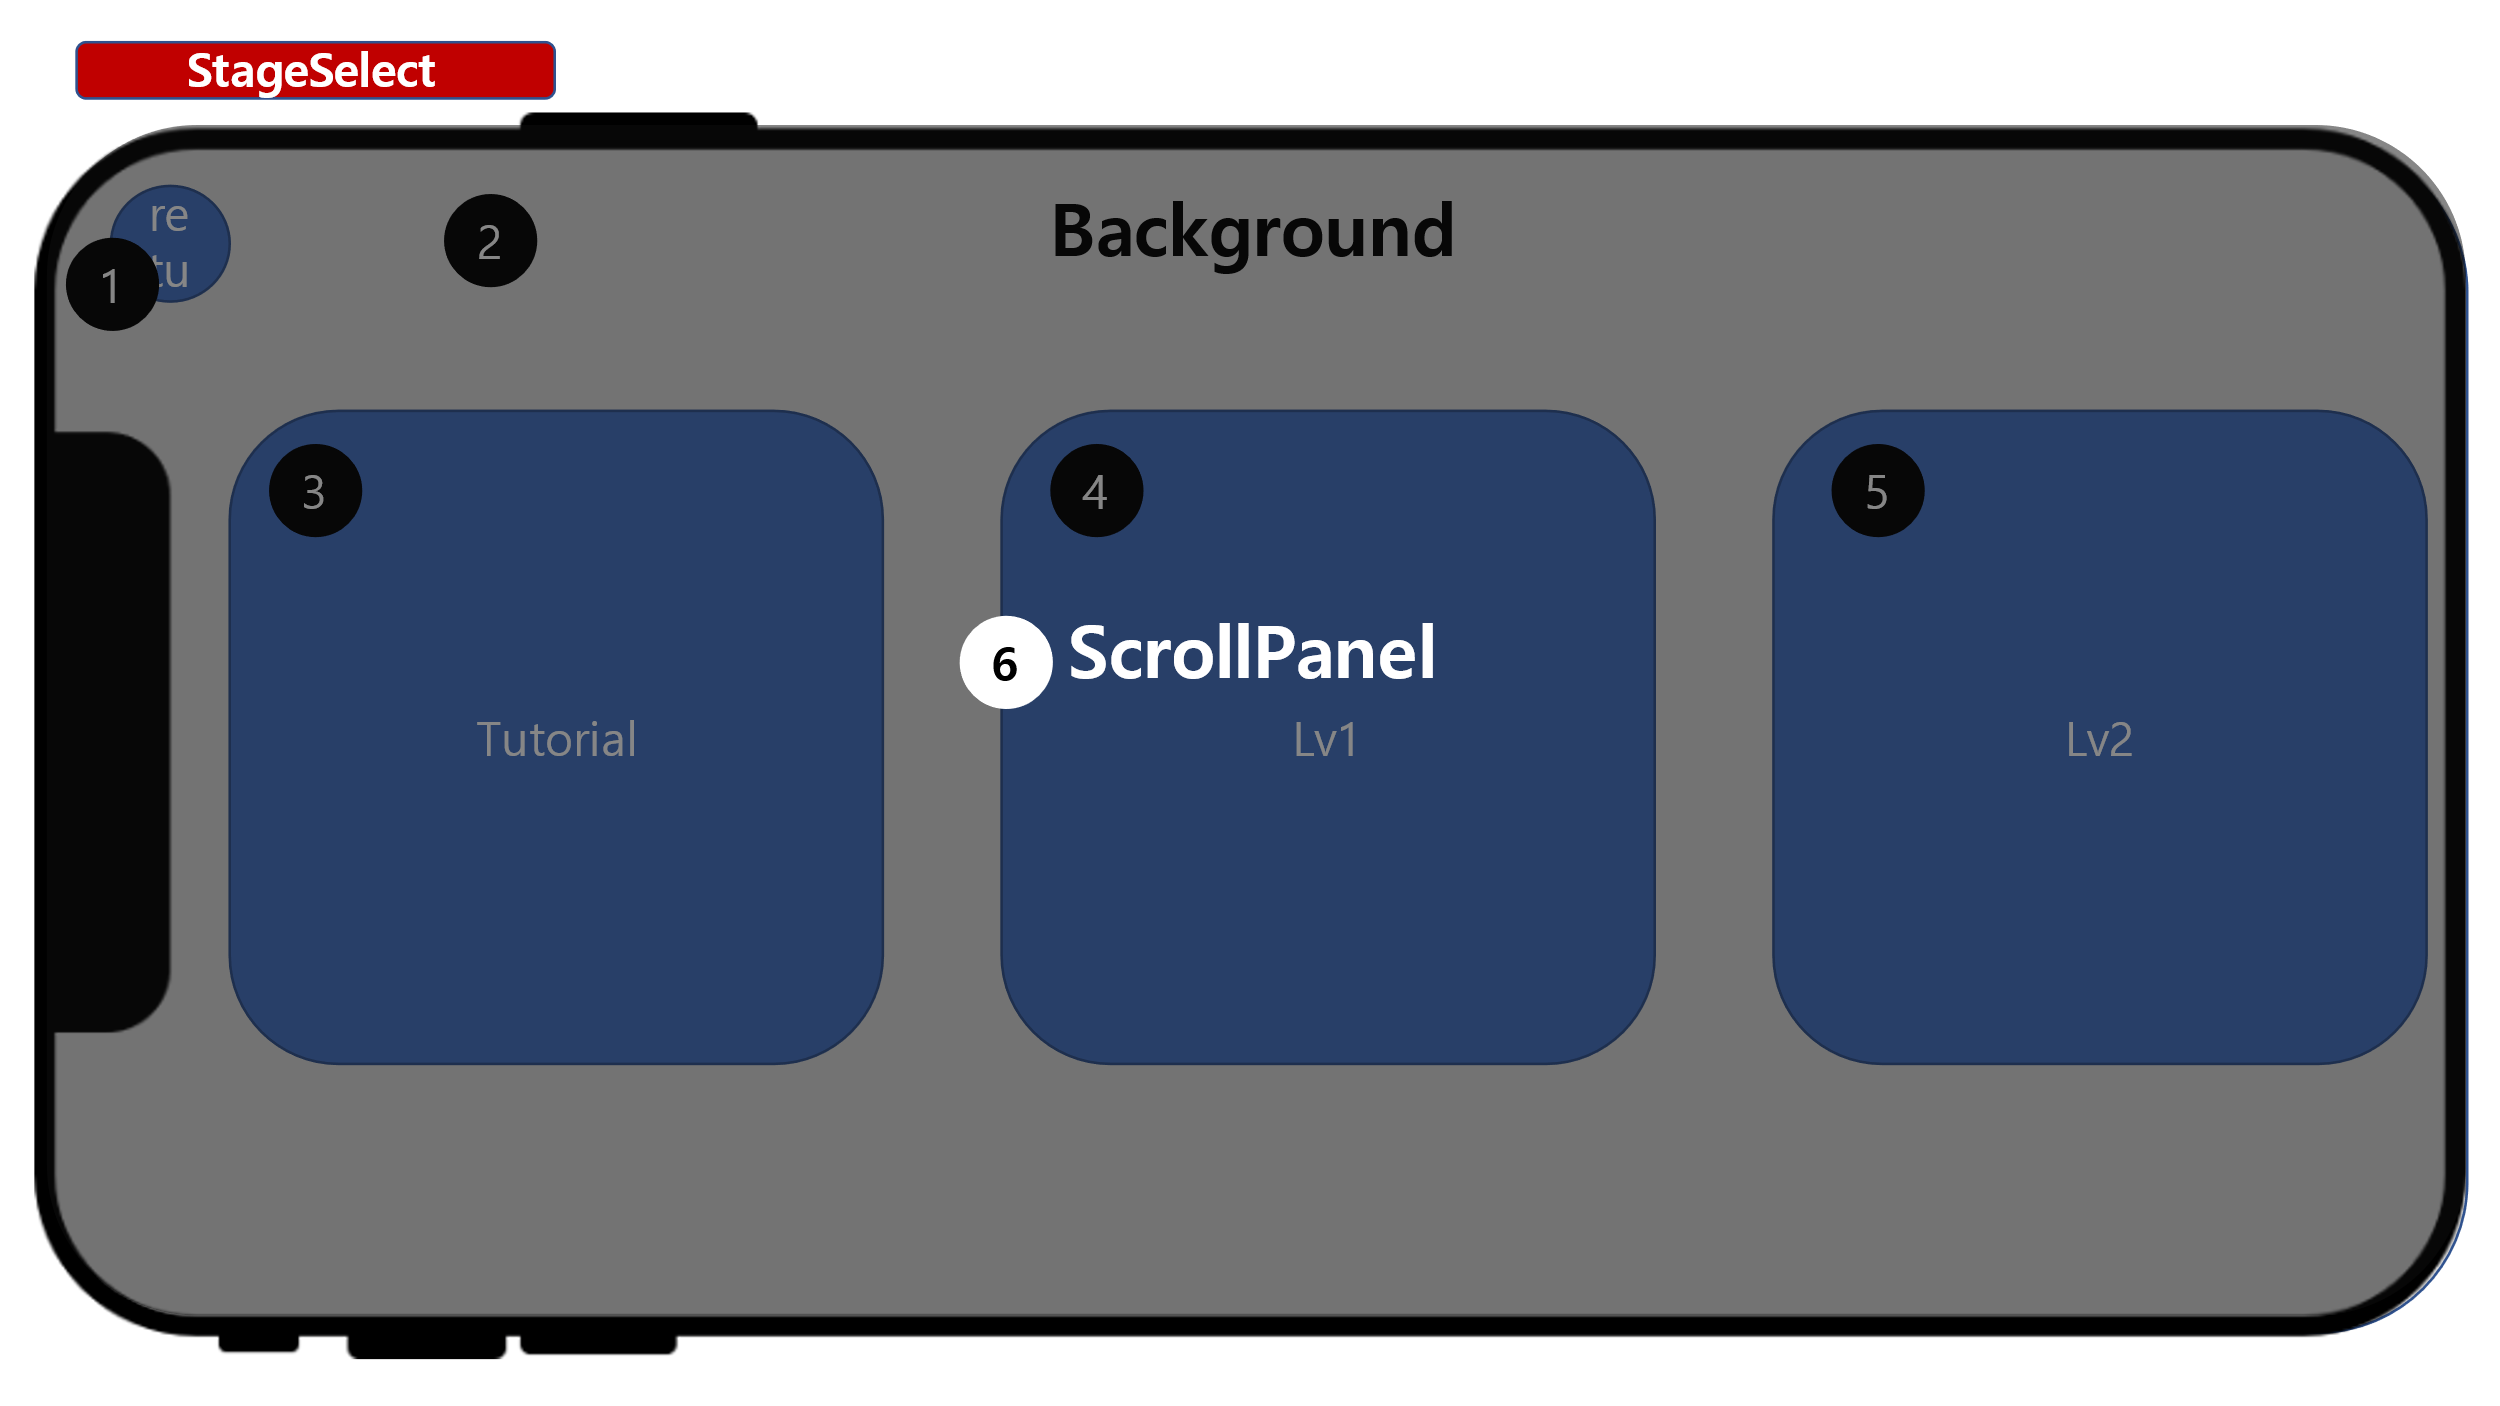 StageSelect
re
tu
1
2
Background
3
4
5
6
ScrollPanel
Tutorial
Lv1
Lv2